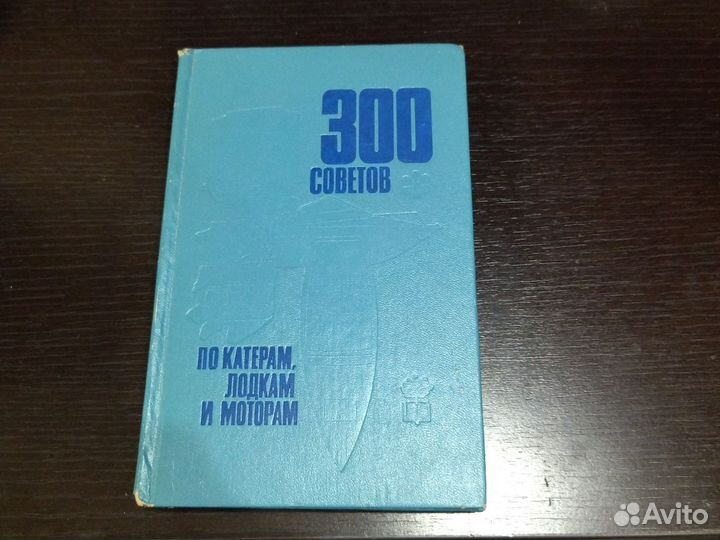 300
СОВЕТОВ
ПО КАТЕРАМ,
ЛОДКАМ
И МОТОРАМ
Avito